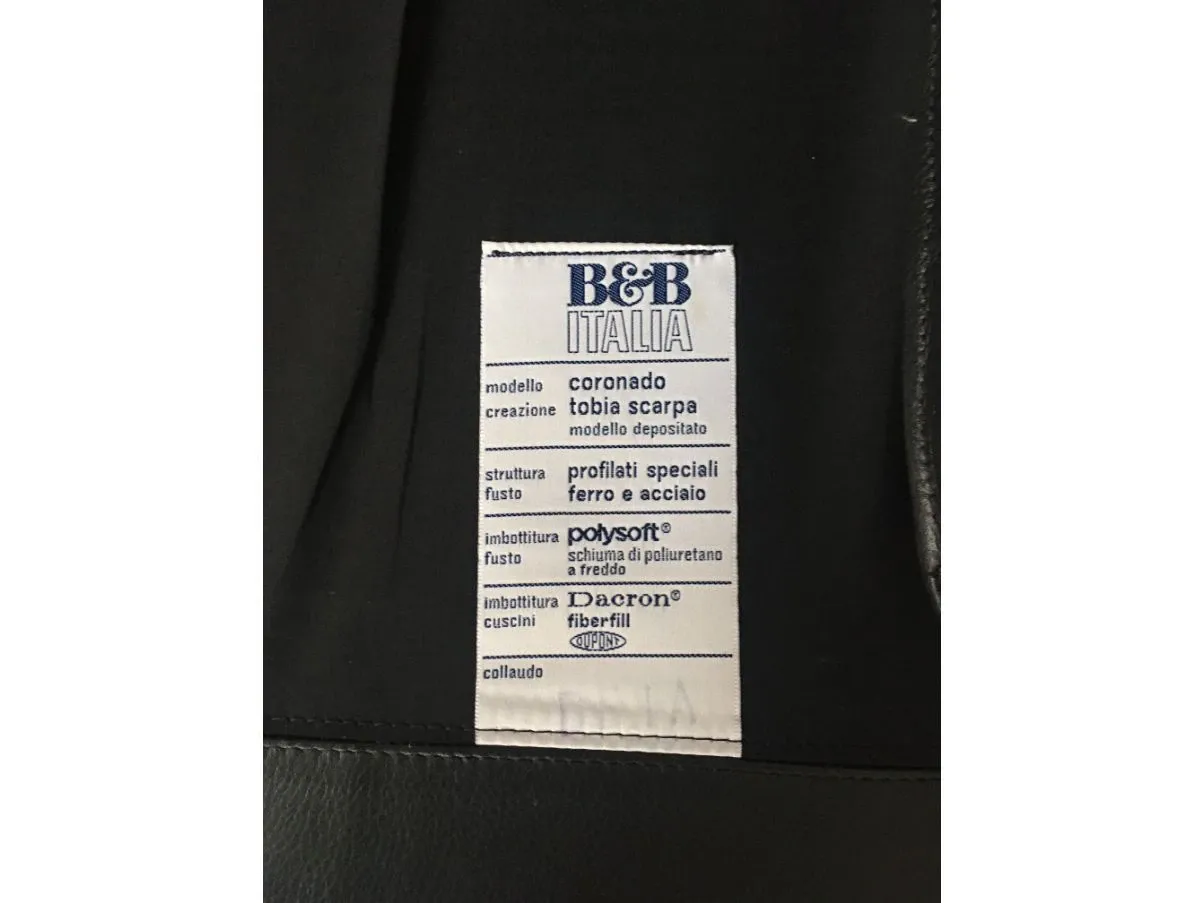 B&B
ITALIA
modello coronado
creazione tobia scarpa
modello depositato
struttura profilati speciali
fusto ferro e acciaio
imbottitura polysoft®
fusto schiuma di poliuretano
a freddo
imbottitura Dacron®
cuscini fiberfill
DUPONT
collaudo